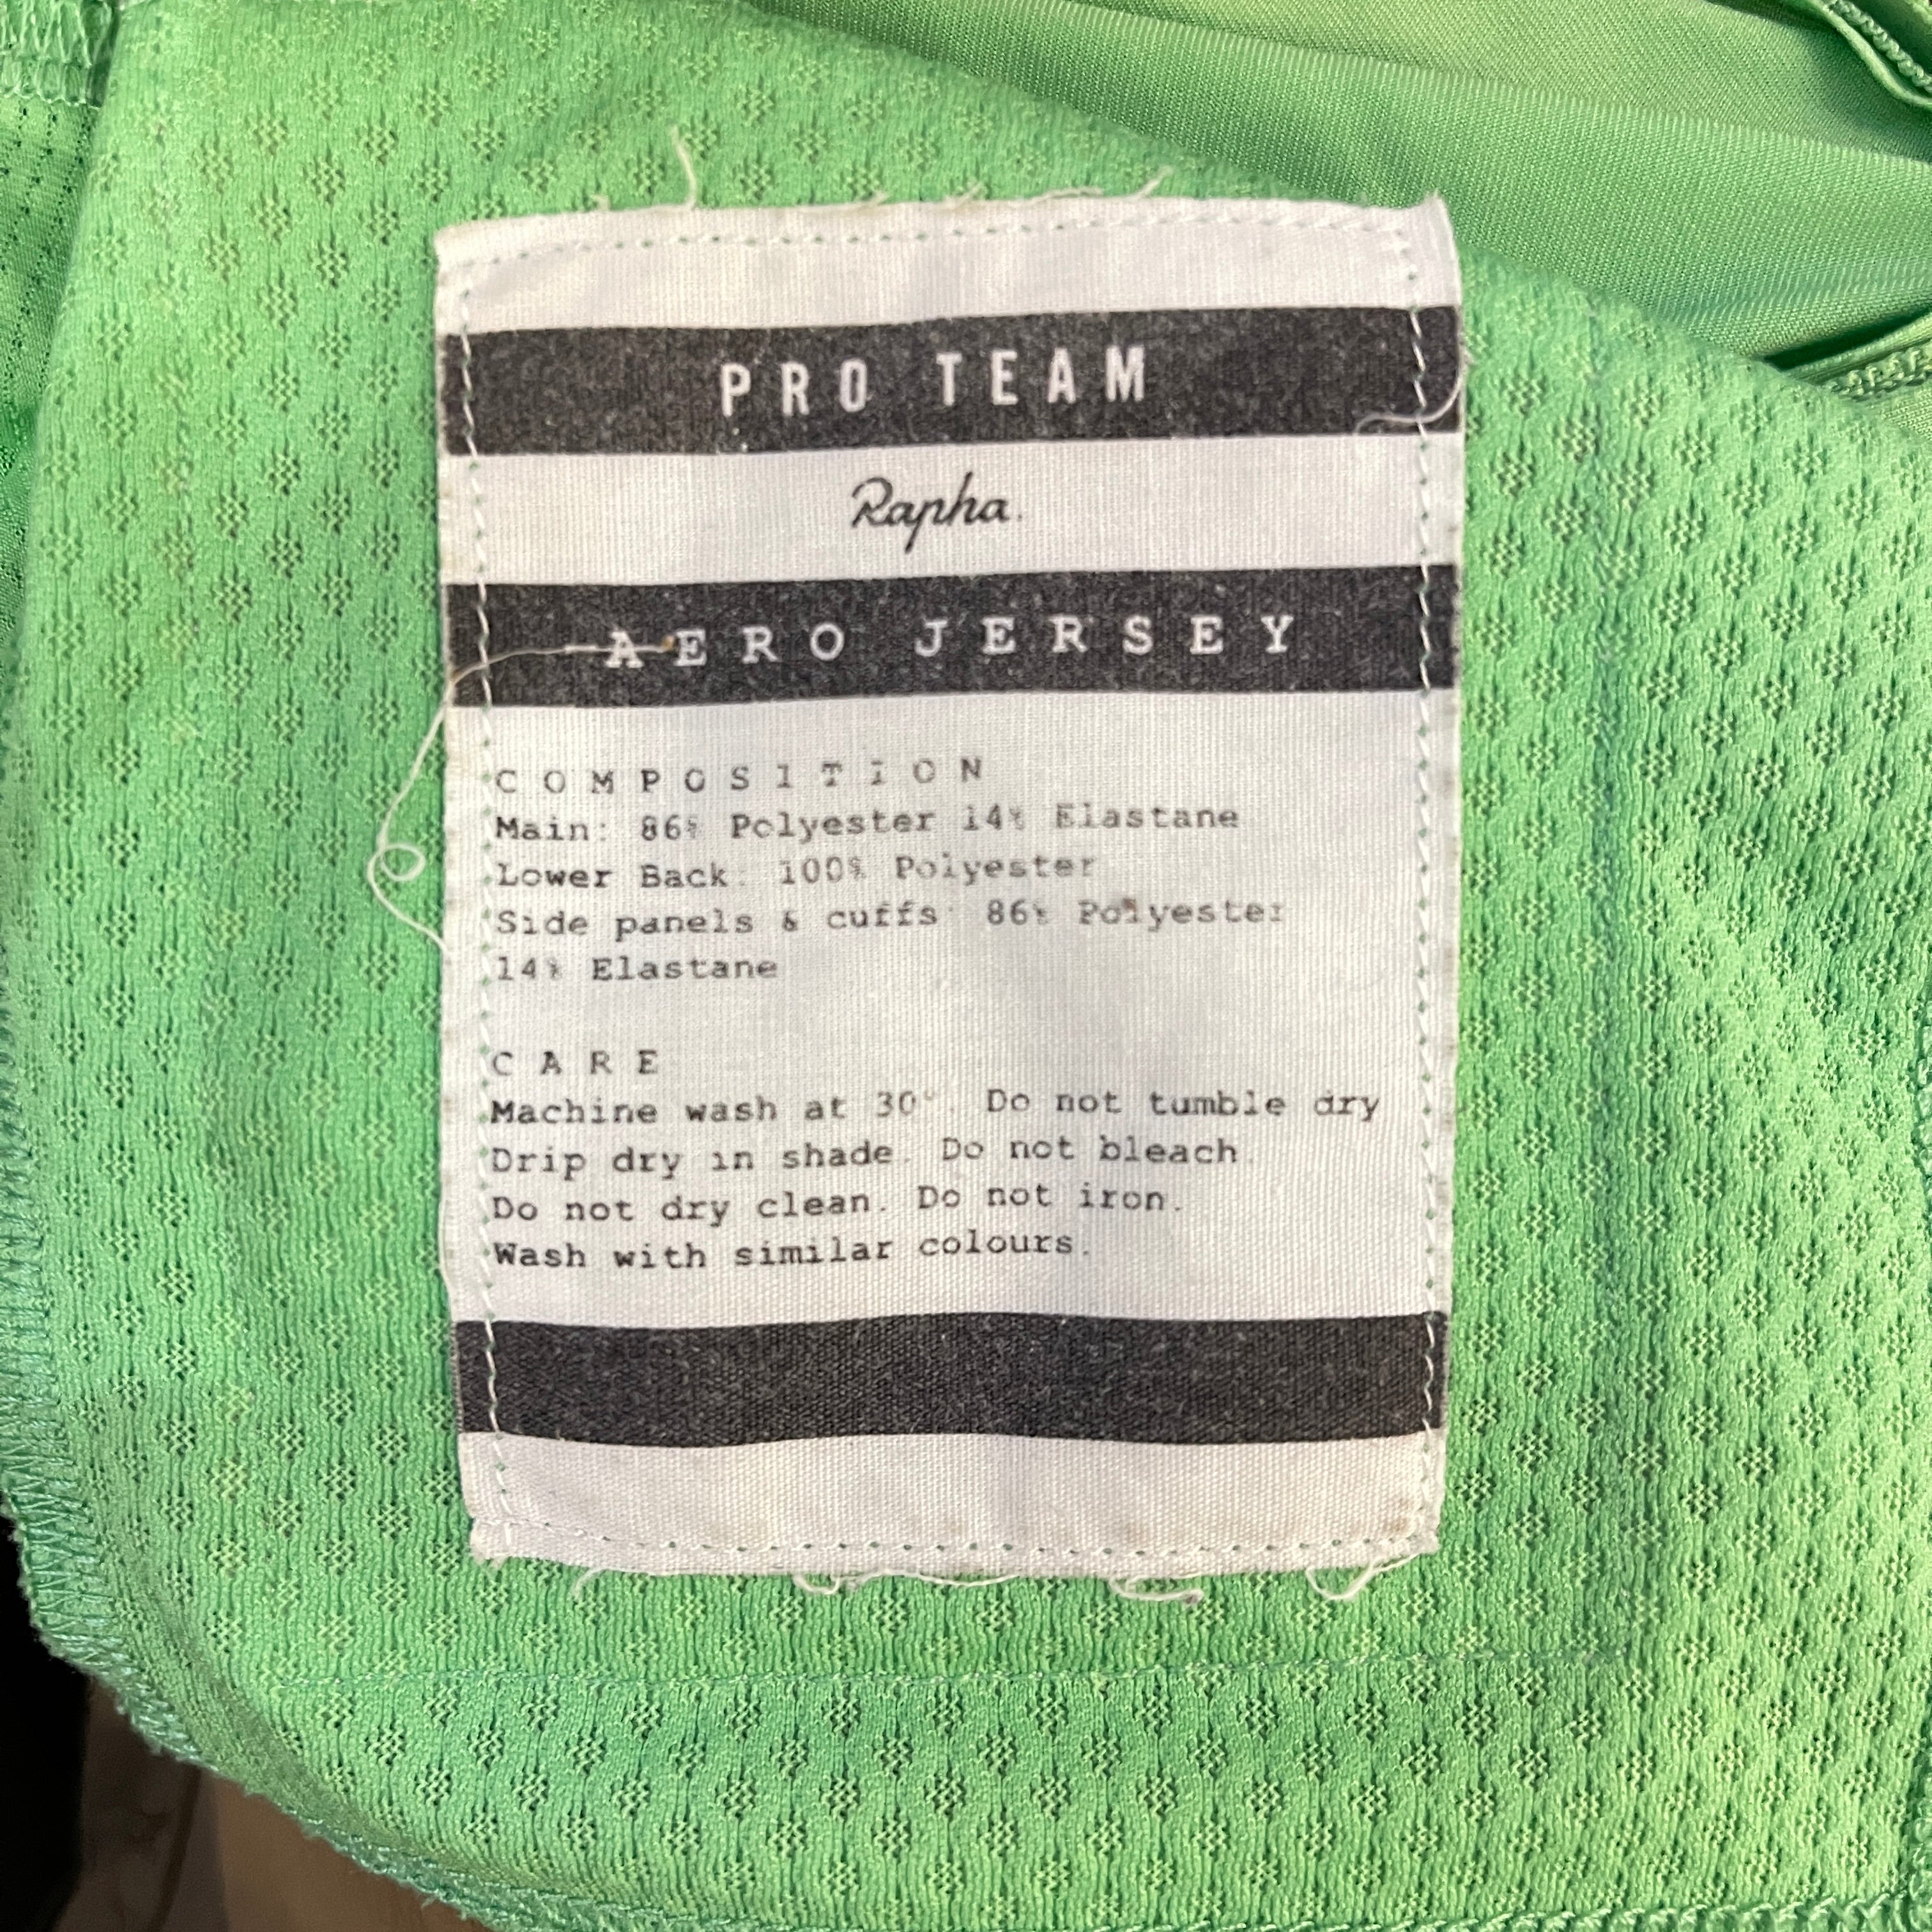 PRO TEAM
Rapha.
AERO JERSEY
COMPOSITION
Main: 86% Polyester 14% Elastane
Lower Back: 100% Polyester
Side panels & cuffs: 86% Polyester
14% Elastane
CARE
Machine wash at 30° Do not tumble dry
Drip dry in shade. Do not bleach.
Do not dry clean. Do not iron.
Wash with similar colours.